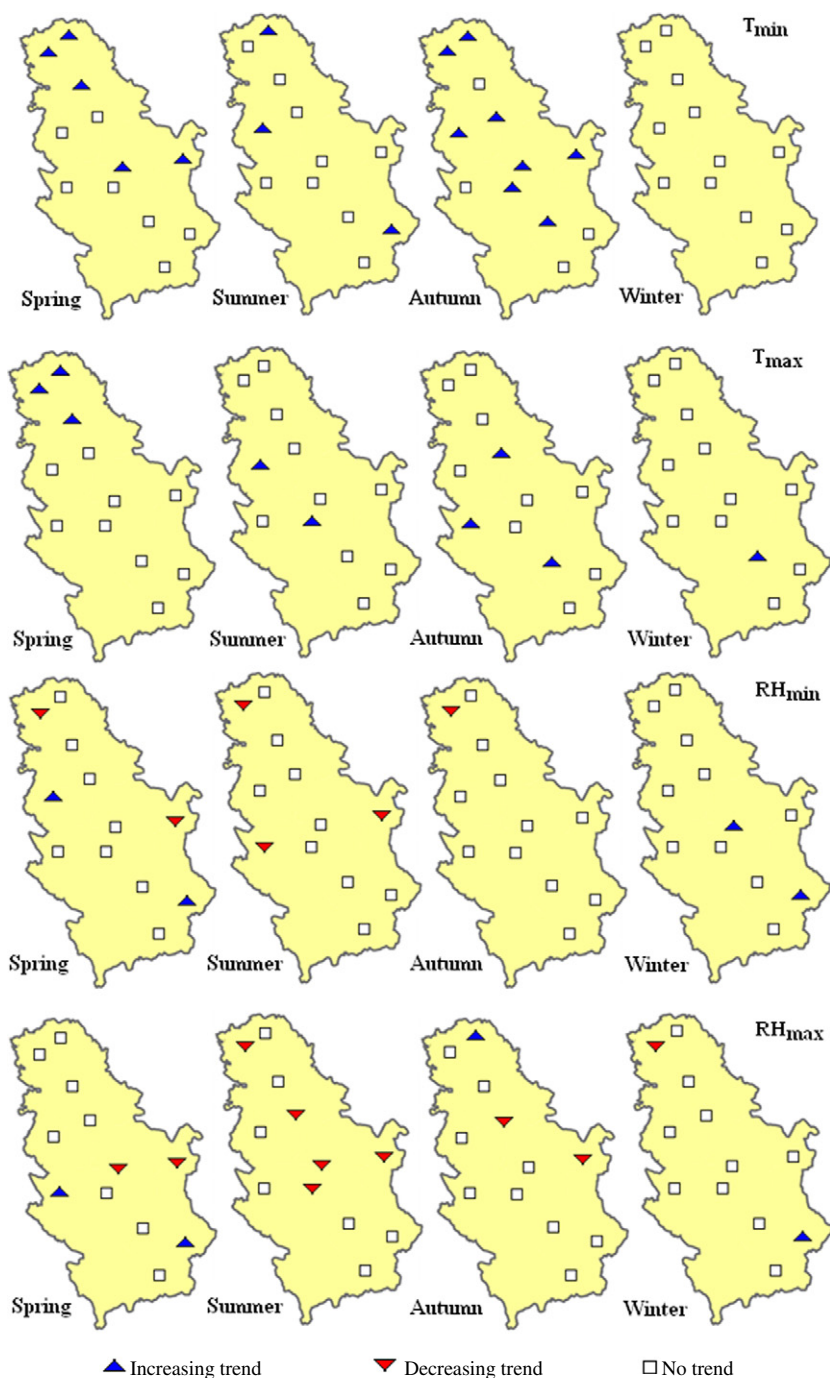 Tmin
Spring Summer Autumn Winter
Tmax
Spring Summer Autumn Winter
RHmin
Spring Summer Autumn Winter
RHmax
Spring Summer Autumn Winter
Increasing trend Decreasing trend No trend